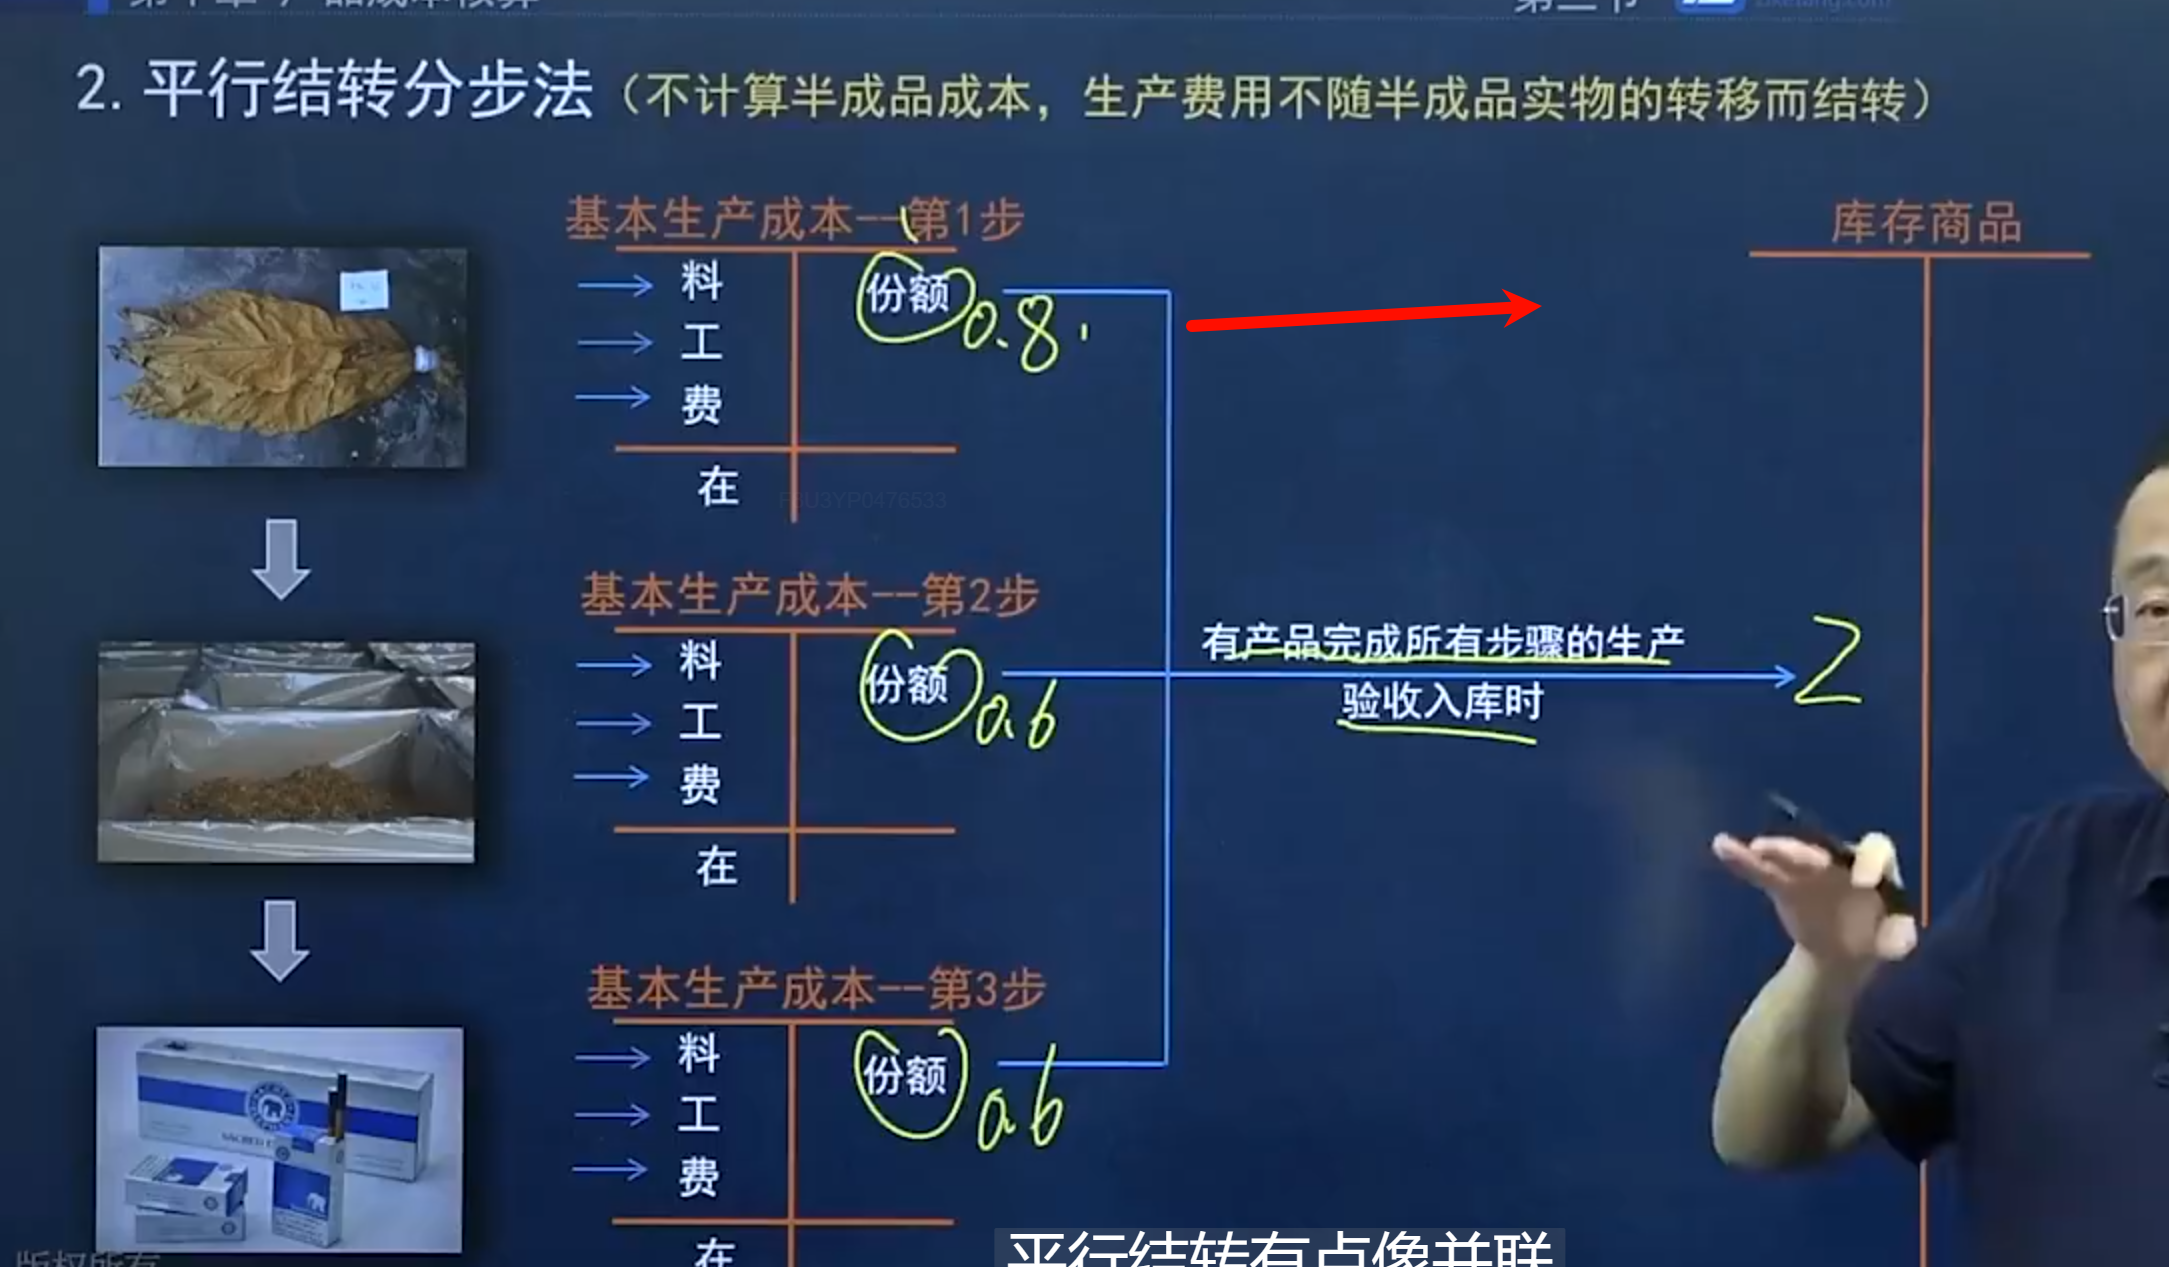 2. 平行结转分步法（不计算半成品成本，生产费用不随半成品实物的转移而结转）
基本生产成本--第1步
料
工
费
在
份额
0.8
F8U3YP0476533
基本生产成本--第2步
料
工
费
在
份额
0.6
基本生产成本--第3步
料
工
费
在
份额
0.6
有产品完成所有步骤的生产
验收入库时
2
库存商品
平行结转有点像并联
版权所有